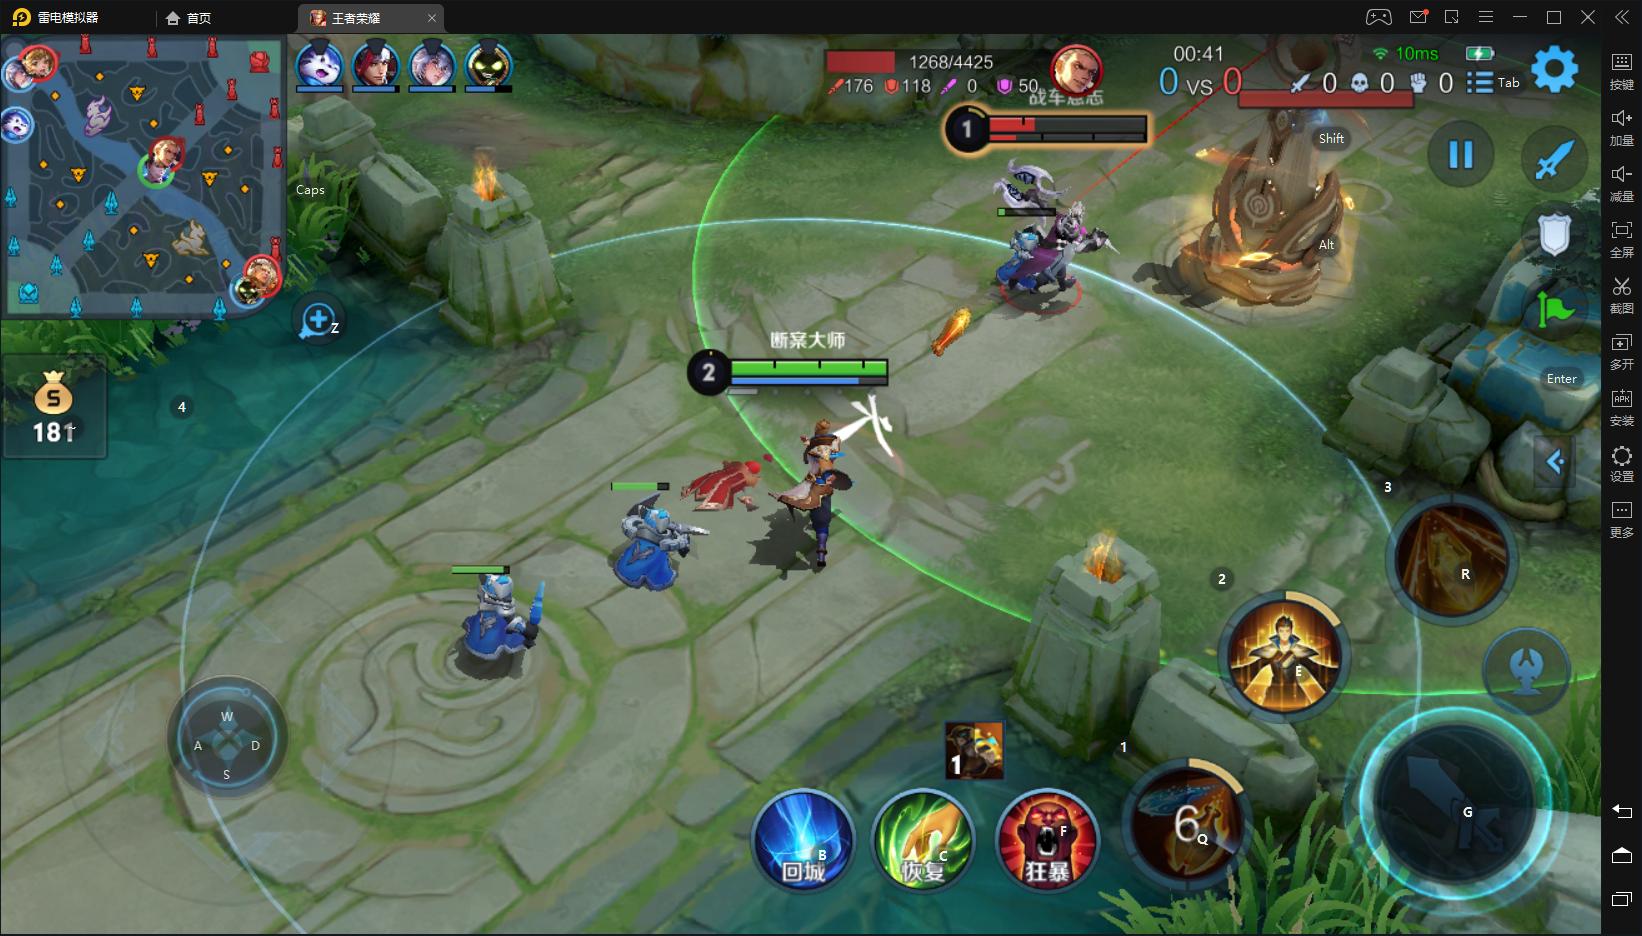 雷电模拟器
首页
王者荣耀
1268/4425
176
118
0
50
战车意志
1
00:41
0 VS 0
0
0
0
10ms
Tab
Shift
Alt
Enter
Caps
Z
S
181
4
断案大师
2
3
R
2
E
1
1
6
Q
G
W
A
D
S
B
回城
C
恢复
F
狂暴
按键
加量
减量
全屏
截图
多开
APK
安装
设置
更多